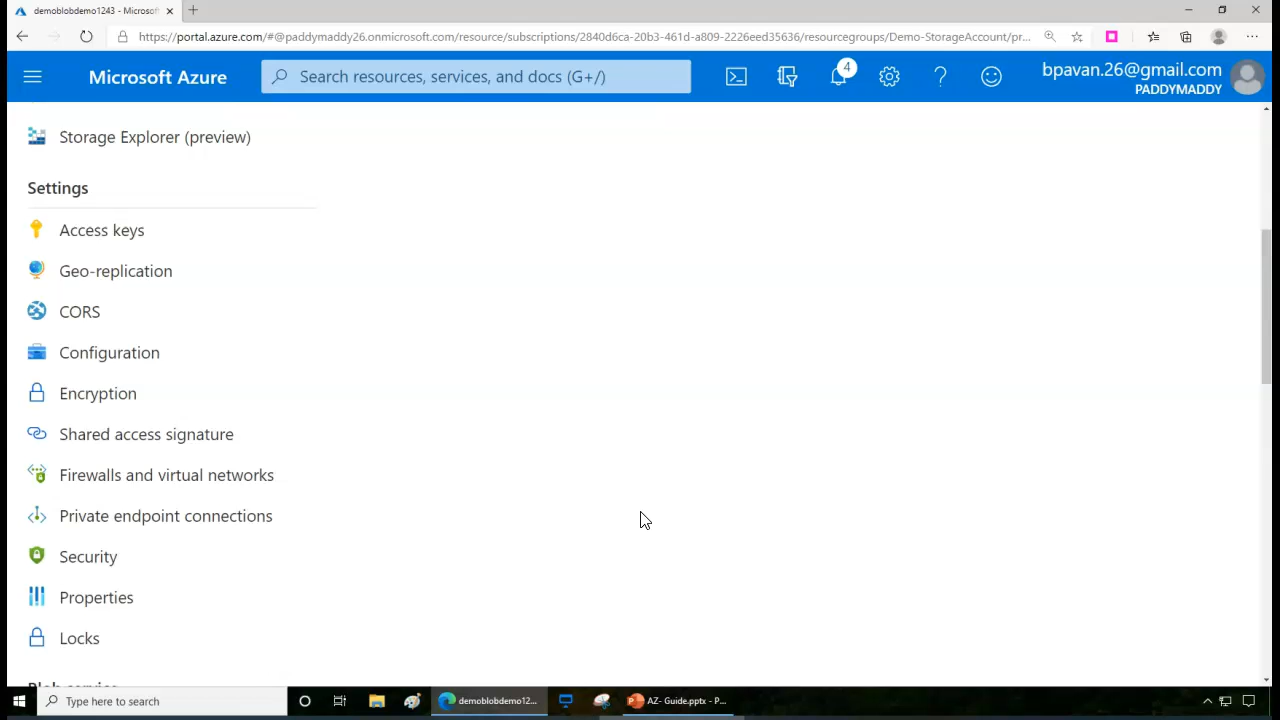 demoblobdemo1243 - Microsoft
https://portal.azure.com/#@paddymaddy26.onmicrosoft.com/resource/subscriptions/2840d6ca-20b3-461d-a809-2226eed35636/resourcegroups/Demo-StorageAccount/pr...
Microsoft Azure
Search resources, services, and docs (G+/)
4
bpavan.26@gmail.com
PADDYMADDY
Storage Explorer (preview)
Settings
Access keys
Geo-replication
CORS
Configuration
Encryption
Shared access signature
Firewalls and virtual networks
Private endpoint connections
Security
Properties
Locks
Blob service
Type here to search
demoblobdemo12...
AZ- Guide.pptx - P...